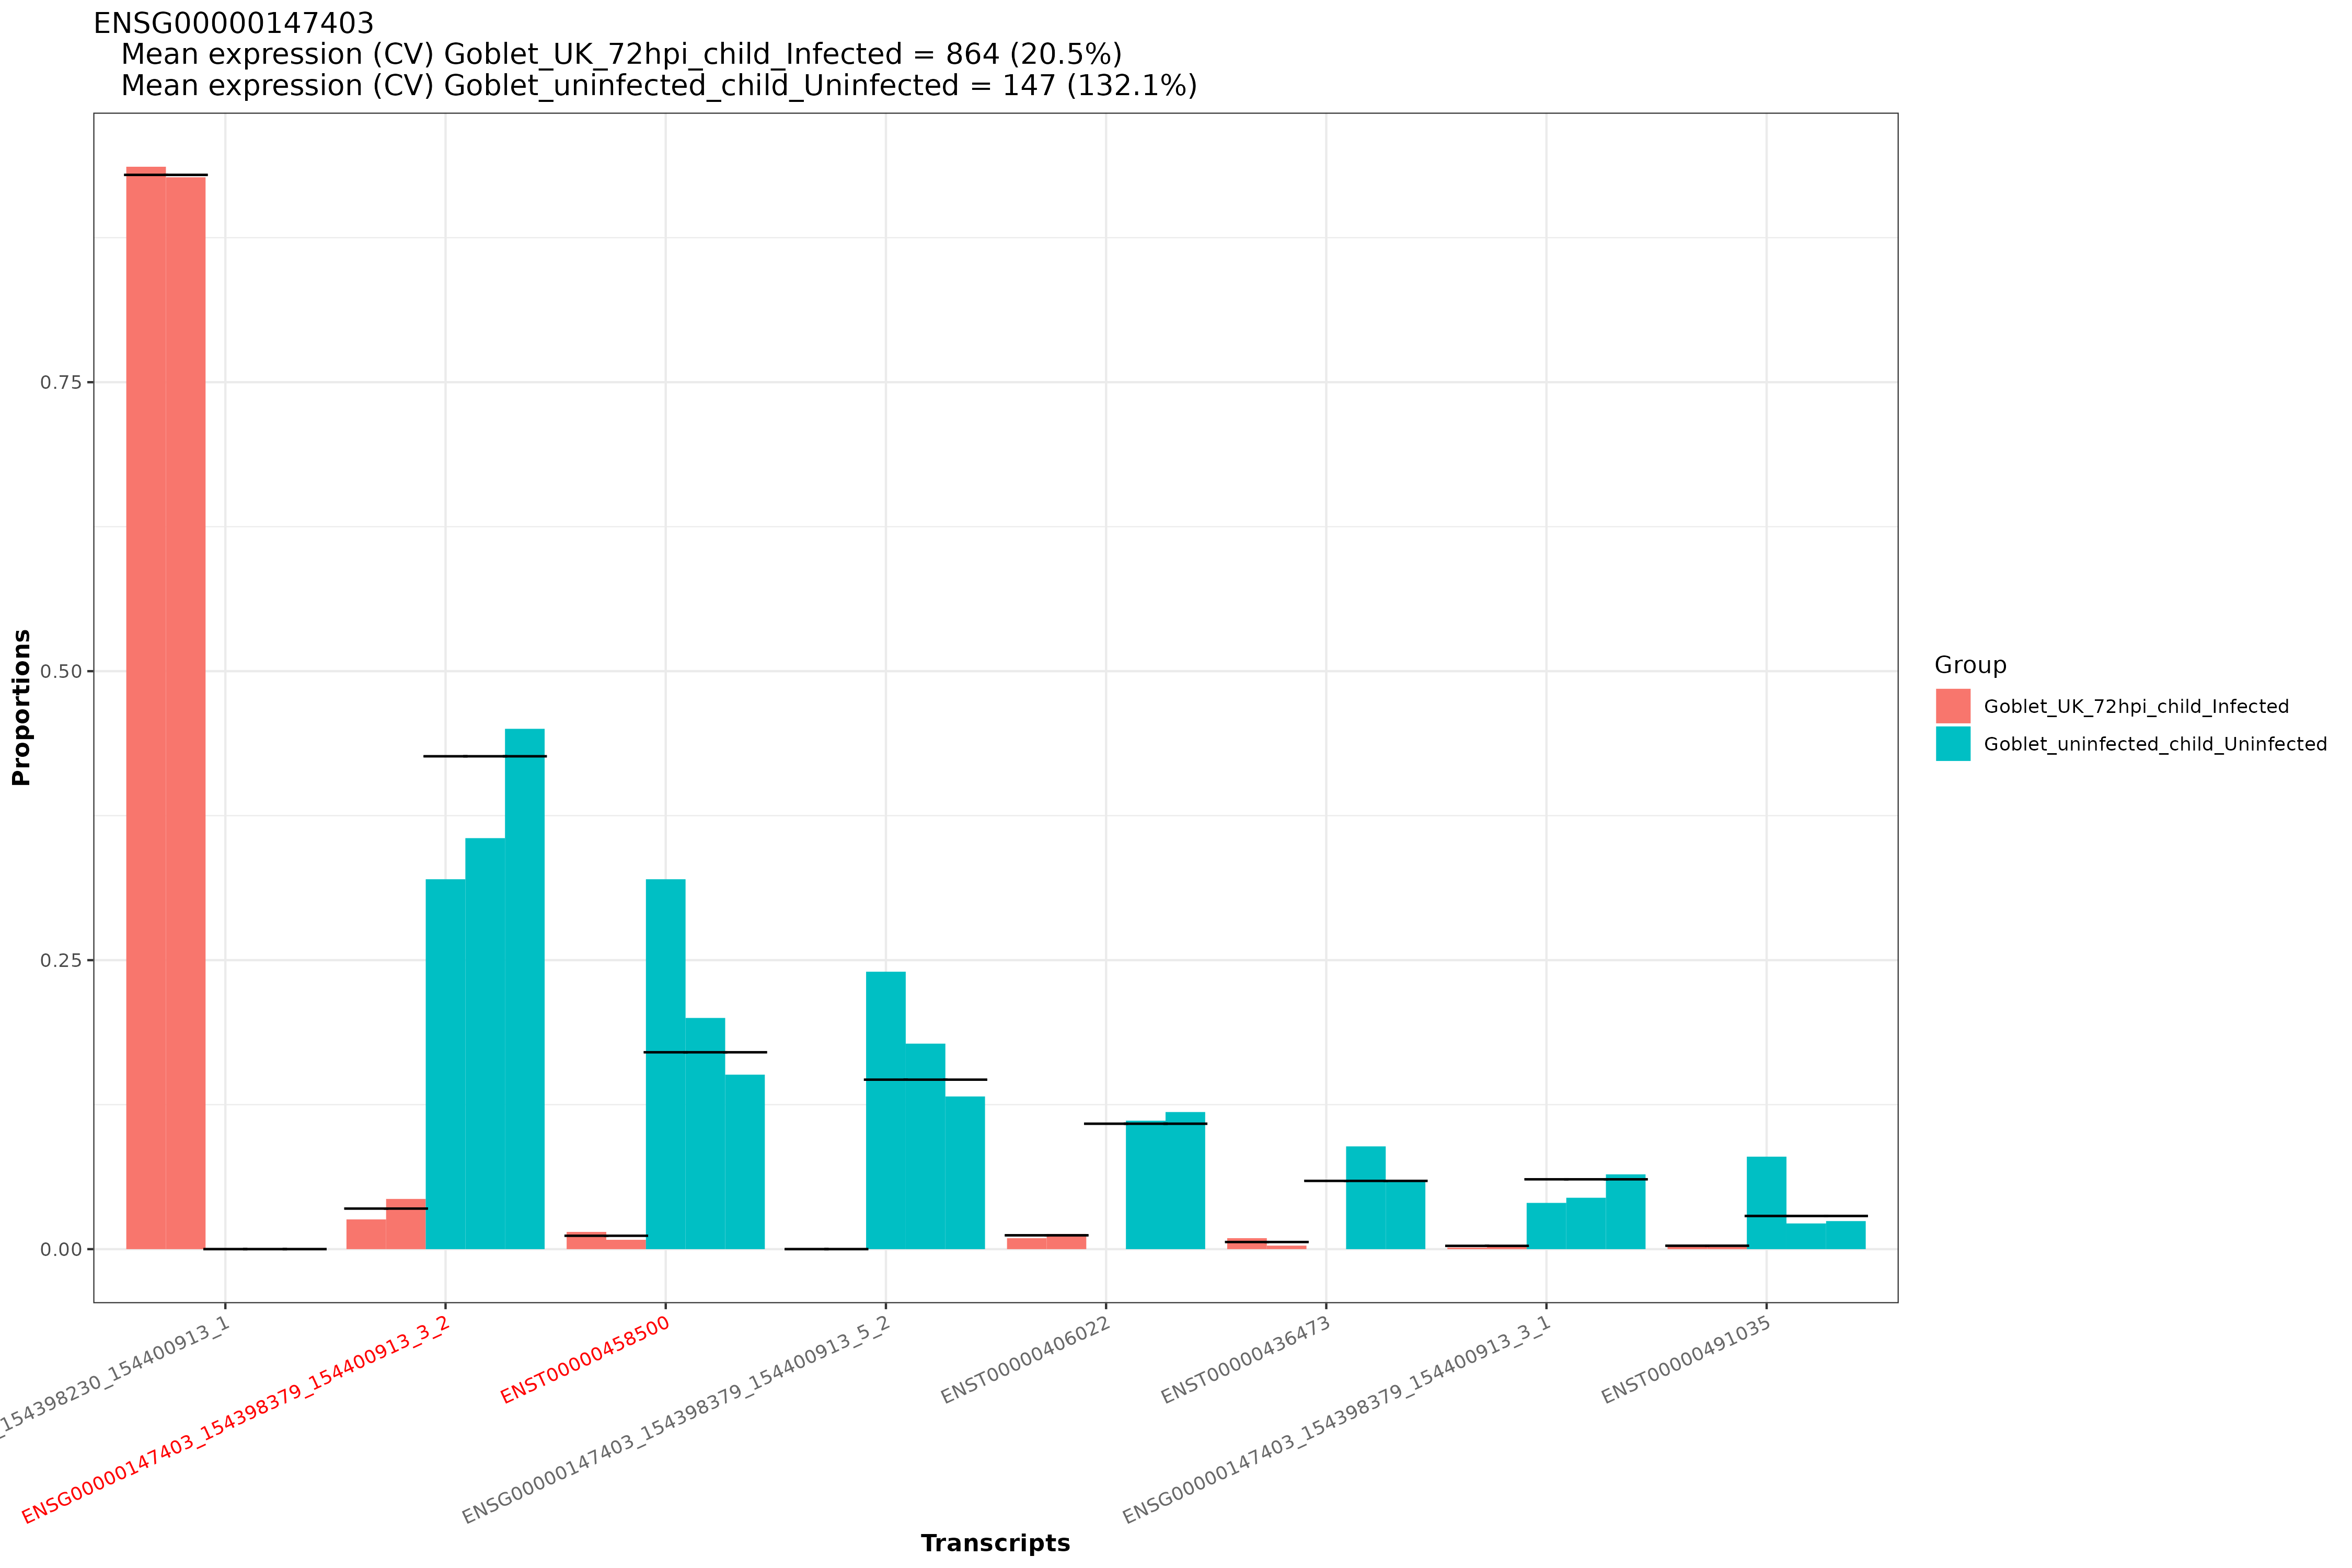 ENSG00000147403
Mean expression (CV) Goblet_UK_72hpi_child_Infected = 864 (20.5%)
Mean expression (CV) Goblet_uninfected_child_Uninfected = 147 (132.1%)
Proportions
0.75
0.50
0.25
0.00
_154398230_154400913_1
ENSG00000147403_154398379_154400913_3_2
ENST00000458500
ENSG00000147403_154398379_154400913_5_2
ENST00000406022
ENST00000436473
ENSG00000147403_154398379_154400913_3_1
ENST00000491035
Transcripts
Group
Goblet_UK_72hpi_child_Infected
Goblet_uninfected_child_Uninfected